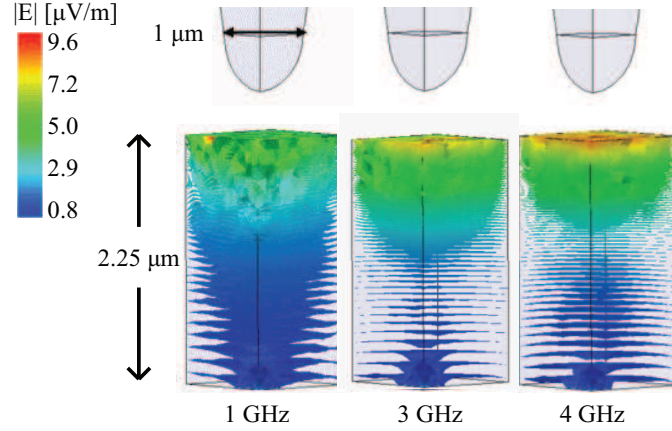 |E| [μV/m]
9.6
7.2
5.0
2.9
0.8
1 μm
2.25 μm
1 GHz
3 GHz
4 GHz